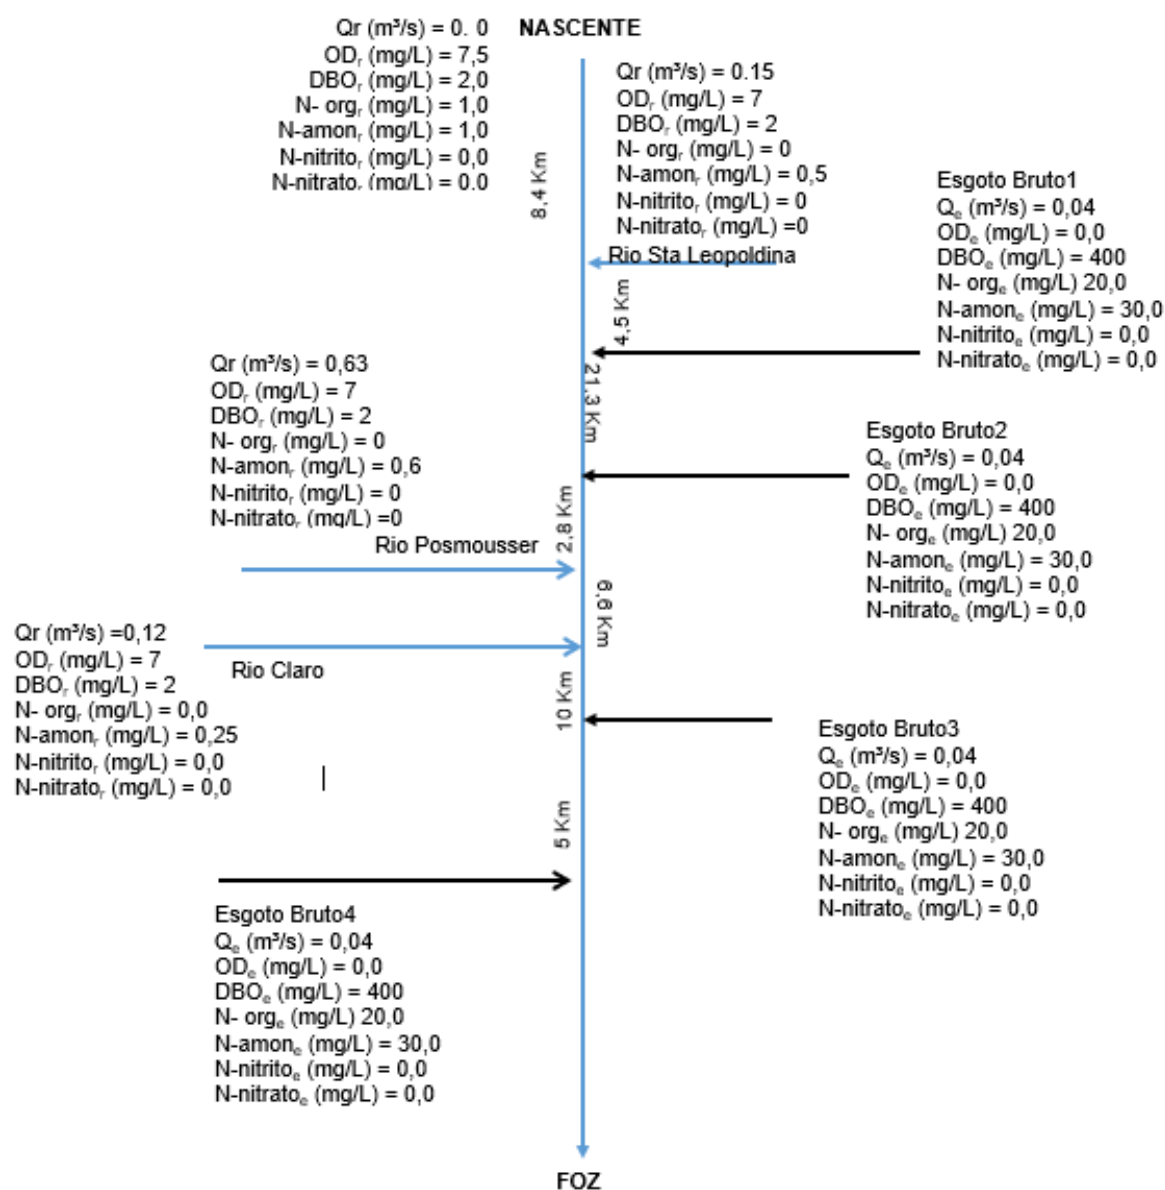 Qr (m³/s) = 0. 0
ODr (mg/L) = 7,5
DBOr (mg/L) = 2,0
N- orgr (mg/L) = 1,0
N-amonr (mg/L) = 1,0
N-nitritor (mg/L) = 0,0
N-nitrator (mg/L) = 0.0
NASCENTE
Qr (m³/s) = 0.15
ODr (mg/L) = 7
DBOr (mg/L) = 2
N- orgr (mg/L) = 0
N-amonr (mg/L) = 0,5
N-nitritor (mg/L) = 0
N-nitrator (mg/L) =0
Rio Sta Leopoldina
8,4 Km
Esgoto Bruto1
Qe (m³/s) = 0,04
ODe (mg/L) = 0,0
DBOe (mg/L) = 400
N- orge (mg/L) 20,0
N-amone (mg/L) = 30,0
N-nitritoe (mg/L) = 0,0
N-nitratoe (mg/L) = 0,0
4,5 Km
21,3 Km
Qr (m³/s) = 0,63
ODr (mg/L) = 7
DBOr (mg/L) = 2
N- orgr (mg/L) = 0
N-amonr (mg/L) = 0,6
N-nitritor (mg/L) = 0
N-nitrator (mg/L) =0
Rio Posmousser
Esgoto Bruto2
Qe (m³/s) = 0,04
ODe (mg/L) = 0,0
DBOe (mg/L) = 400
N- orge (mg/L) 20,0
N-amone (mg/L) = 30,0
N-nitritoe (mg/L) = 0,0
N-nitratoe (mg/L) = 0,0
2,8 Km
6,6 Km
Qr (m³/s) =0,12
ODr (mg/L) = 7
DBOr (mg/L) = 2
N- orgr (mg/L) = 0,0
N-amonr (mg/L) = 0,25
N-nitritor (mg/L) = 0,0
N-nitrator (mg/L) = 0,0
Rio Claro
10 Km
Esgoto Bruto3
Qe (m³/s) = 0,04
ODe (mg/L) = 0,0
DBOe (mg/L) = 400
N- orge (mg/L) 20,0
N-amone (mg/L) = 30,0
N-nitritoe (mg/L) = 0,0
N-nitratoe (mg/L) = 0,0
5 Km
Esgoto Bruto4
Qe (m³/s) = 0,04
ODe (mg/L) = 0,0
DBOe (mg/L) = 400
N- orge (mg/L) 20,0
N-amone (mg/L) = 30,0
N-nitritoe (mg/L) = 0,0
N-nitratoe (mg/L) = 0,0
FOZ